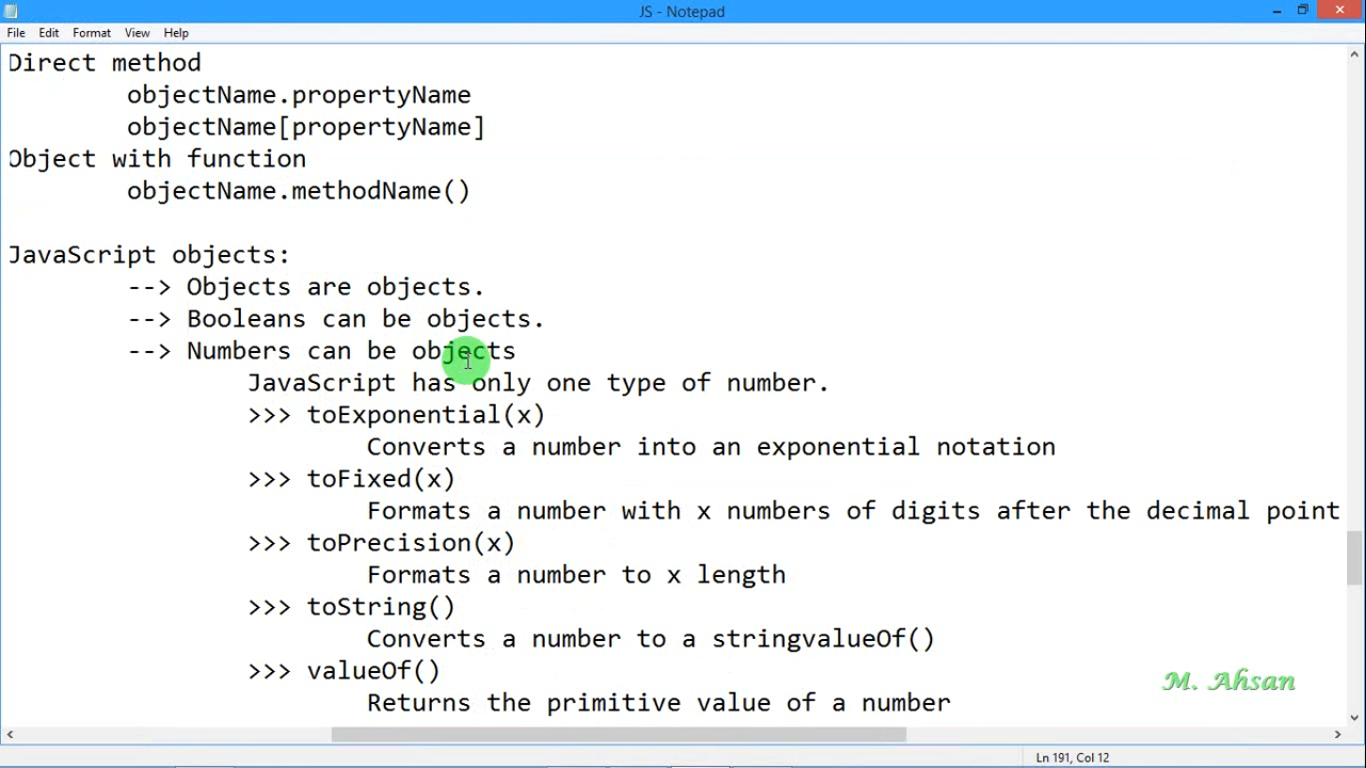 JS - Notepad
File Edit Format View Help
Direct method
objectName.propertyName
objectName[propertyName]
Object with function
objectName.methodName()
JavaScript objects:
--> Objects are objects.
--> Booleans can be objects.
--> Numbers can be objects
JavaScript has only one type of number.
>>> toExponential(x)
Converts a number into an exponential notation
>>> toFixed(x)
Formats a number with x numbers of digits after the decimal point
>>> toPrecision(x)
Formats a number to x length
>>> toString()
Converts a number to a stringvalueOf()
>>> valueOf()
Returns the primitive value of a number
M. Ahsan
Ln 191, Col 12